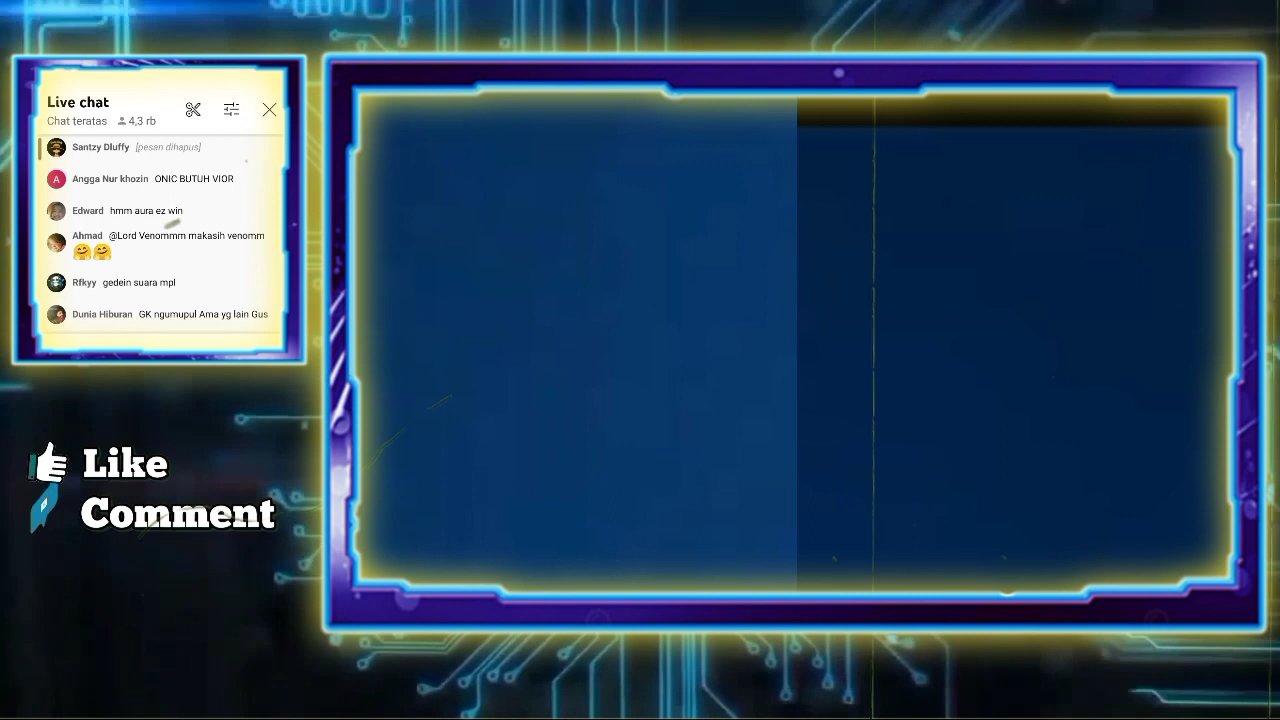 Live chat
Chat teratas 4,3 rb
Santzy Dluffy [pesan dihapus]
Angga Nur khozin ONIC BUTUH VIOR
A
Edward hmm aura ez win
Ahmad @Lord Venommm makasih venomm
🤗🤗
Rfkyy gedein suara mpl
Dunia Hiburan GK ngumupul Ama yg lain Gus
Like
Comment